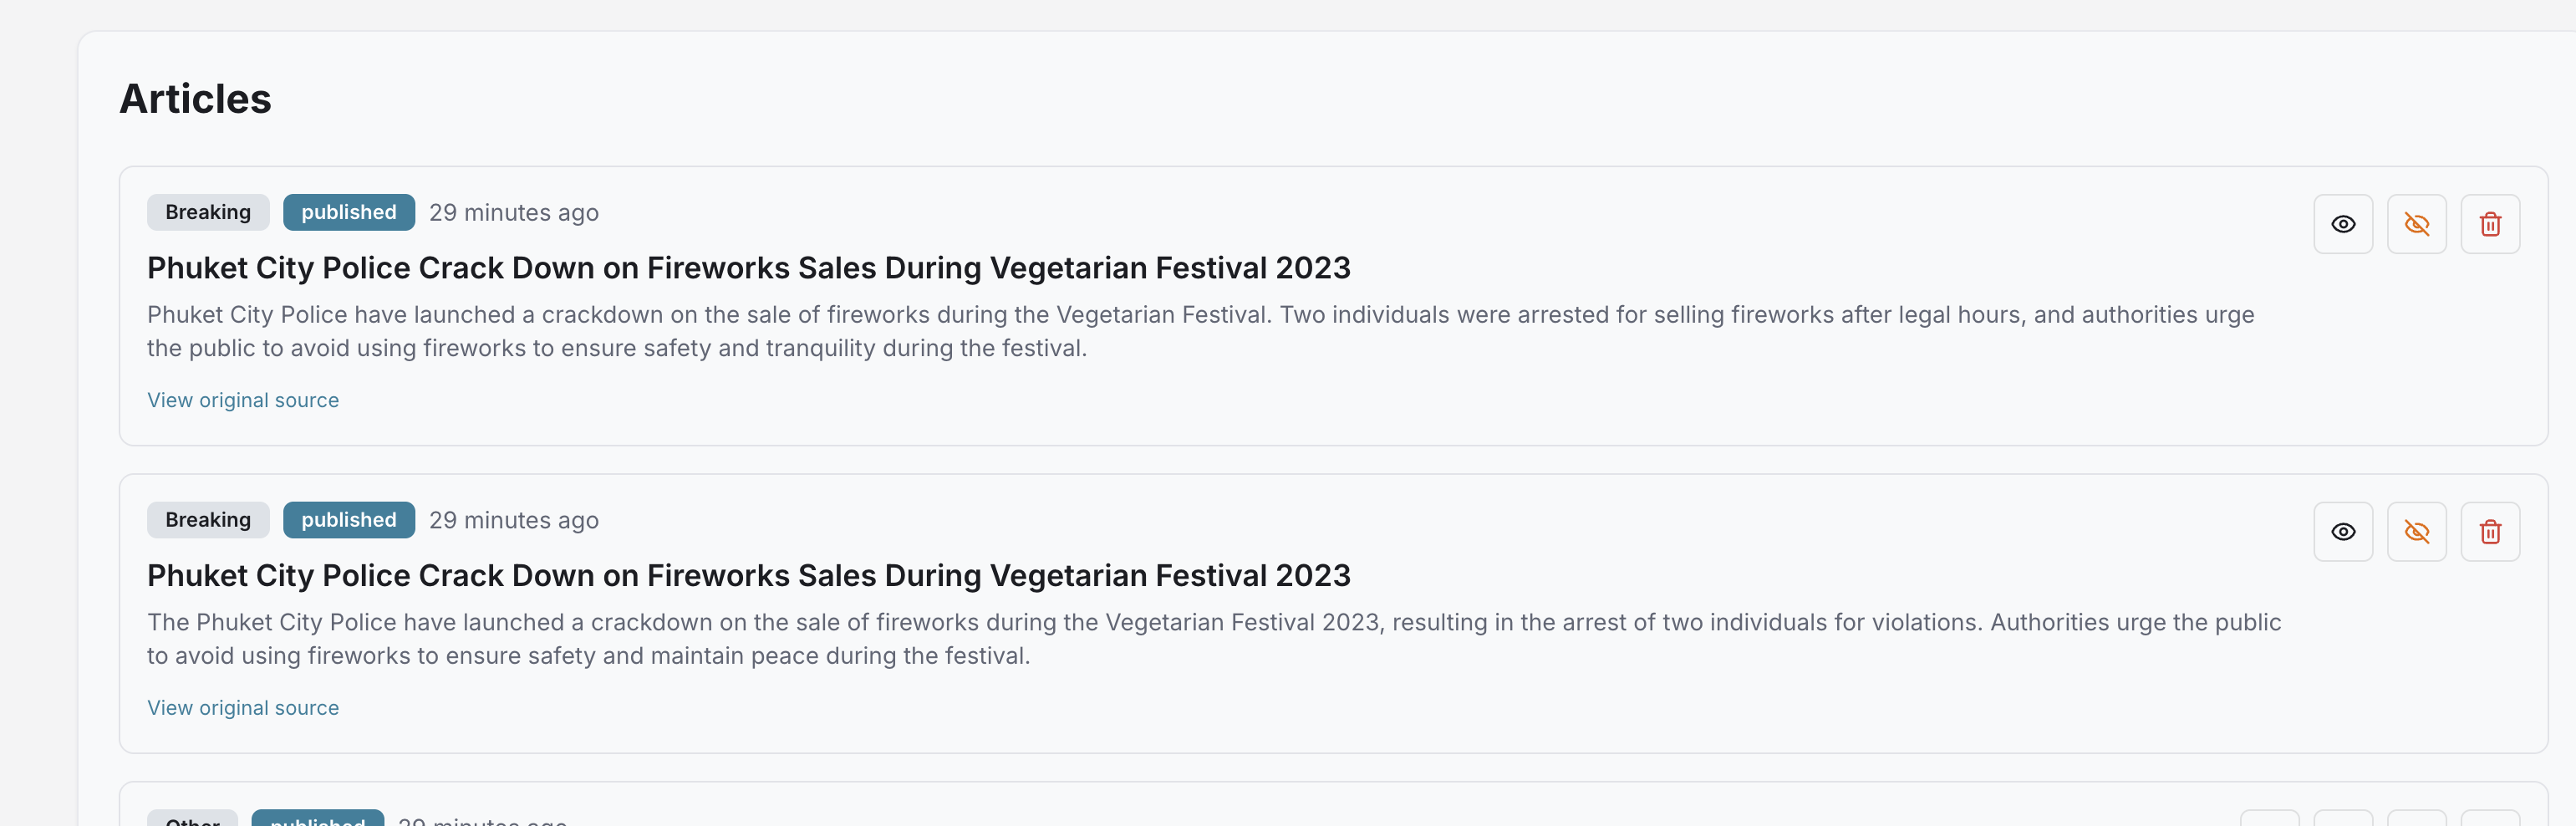 Articles
Breaking published 29 minutes ago
Phuket City Police Crack Down on Fireworks Sales During Vegetarian Festival 2023
Phuket City Police have launched a crackdown on the sale of fireworks during the Vegetarian Festival. Two individuals were arrested for selling fireworks after legal hours, and authorities urge
the public to avoid using fireworks to ensure safety and tranquility during the festival.
View original source
Breaking published 29 minutes ago
Phuket City Police Crack Down on Fireworks Sales During Vegetarian Festival 2023
The Phuket City Police have launched a crackdown on the sale of fireworks during the Vegetarian Festival 2023, resulting in the arrest of two individuals for violations. Authorities urge the public
to avoid using fireworks to ensure safety and maintain peace during the festival.
View original source
Other published 29 minutes ago